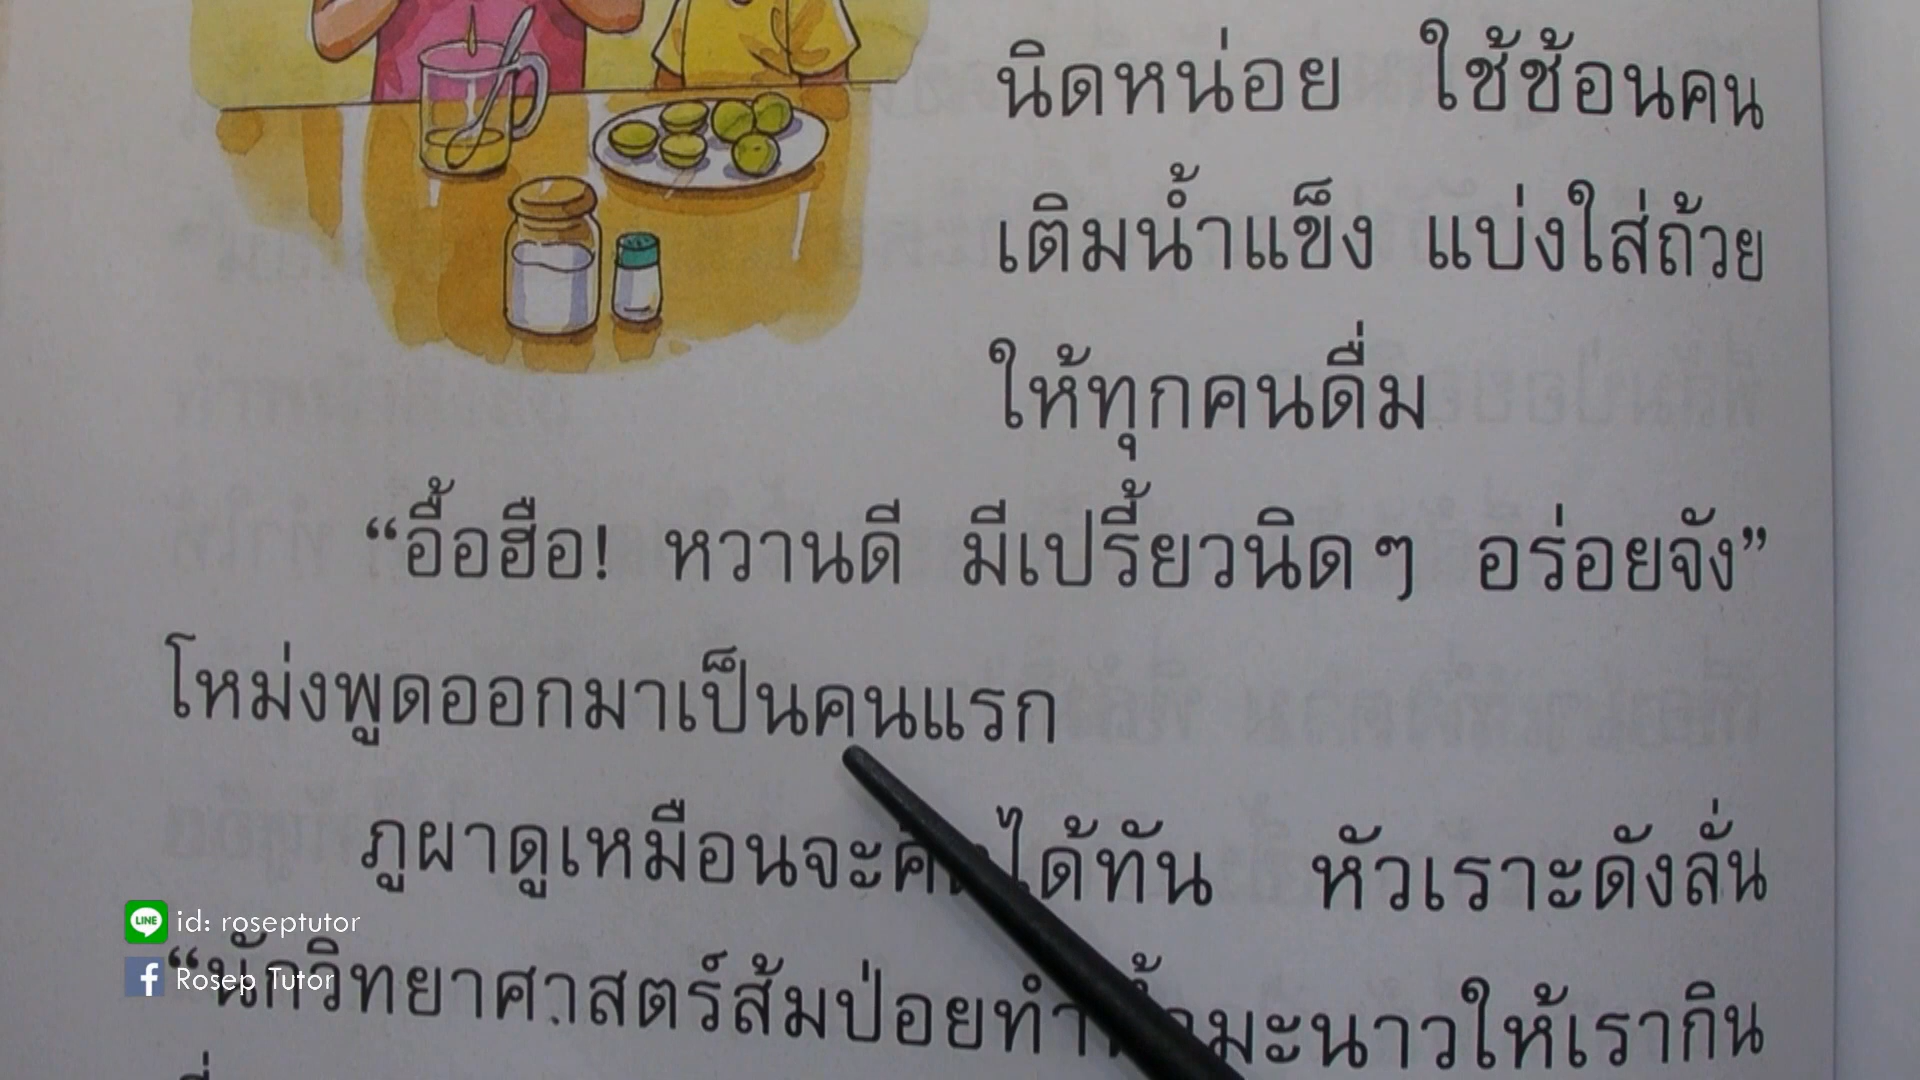 นิดหน่อย ใช้ช้อนคน
เติมน้ำแข็ง แบ่งใส่ถ้วย
ให้ทุกคนดื่ม
“อื้อฮือ! หวานดี มีเปรี้ยวนิดๆ อร่อยจัง”
โหม่งพูดออกมาเป็นคนแรก
ภูผาดูเหมือนจะ ได้ทัน หัวเราะดังลั่น
LINE id: roseptutor
“นักวิทยาศาสตร์ส้มป่อยทำน้ำมะนาวให้เรากิน
f Rosep Tutor